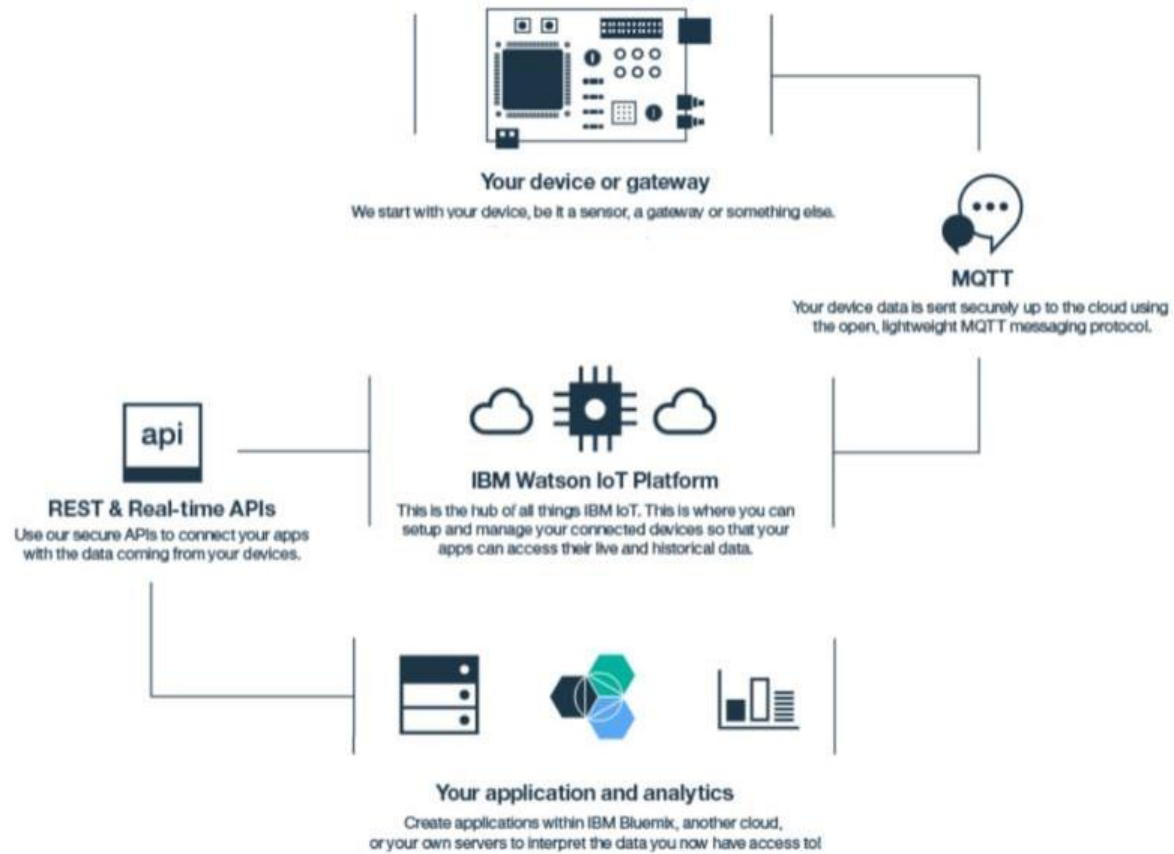 Your device or gateway
We start with your device, be it a sensor, a gateway or something else.
MQTT
Your device data is sent securely up to the cloud using
the open, lightweight MQTT messaging protocol.
IBM Watson IoT Platform
This is the hub of all things IBM IoT. This is where you can
setup and manage your connected devices so that your
apps can access their live and historical data.
api
REST & Real-time APIs
Use our secure APIs to connect your apps
with the data coming from your devices.
Your application and analytics
Create applications within IBM Bluemix, another cloud,
or your own servers to interpret the data you now have access to!